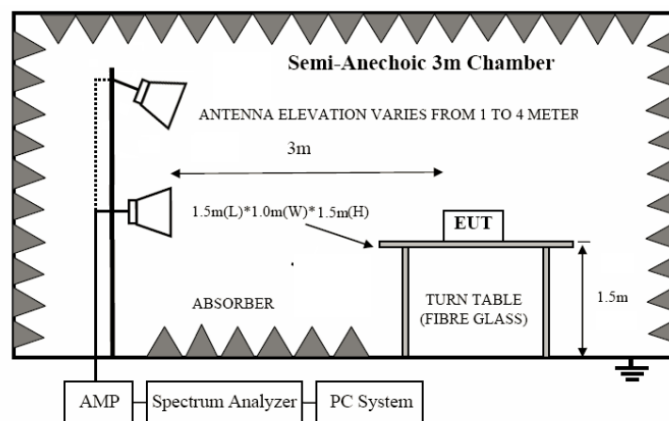 Semi-Anechoic 3m Chamber
ANTENNA ELEVATION VARIES FROM 1 TO 4 METER
3m
1.5m(L)*1.0m(W)*1.5m(H)
EUT
ABSORBER
TURN TABLE
(FIBRE GLASS)
1.5m
AMP
Spectrum Analyzer
PC System